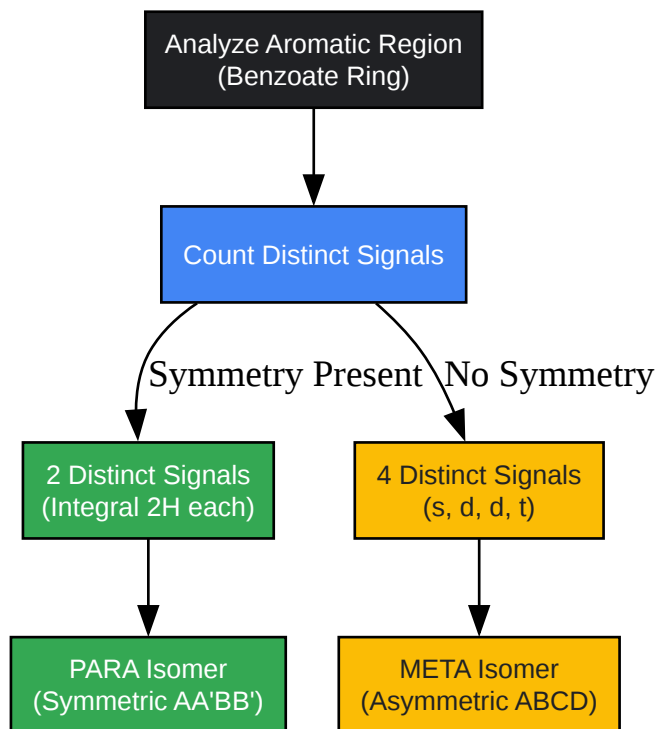 Analyze Aromatic Region
(Benzoate Ring)
Count Distinct Signals
Symmetry Present
No Symmetry
2 Distinct Signals
(Integral 2H each)
4 Distinct Signals
(s, d, d, t)
PARA Isomer
(Symmetric AA'BB')
META Isomer
(Asymmetric ABCD)